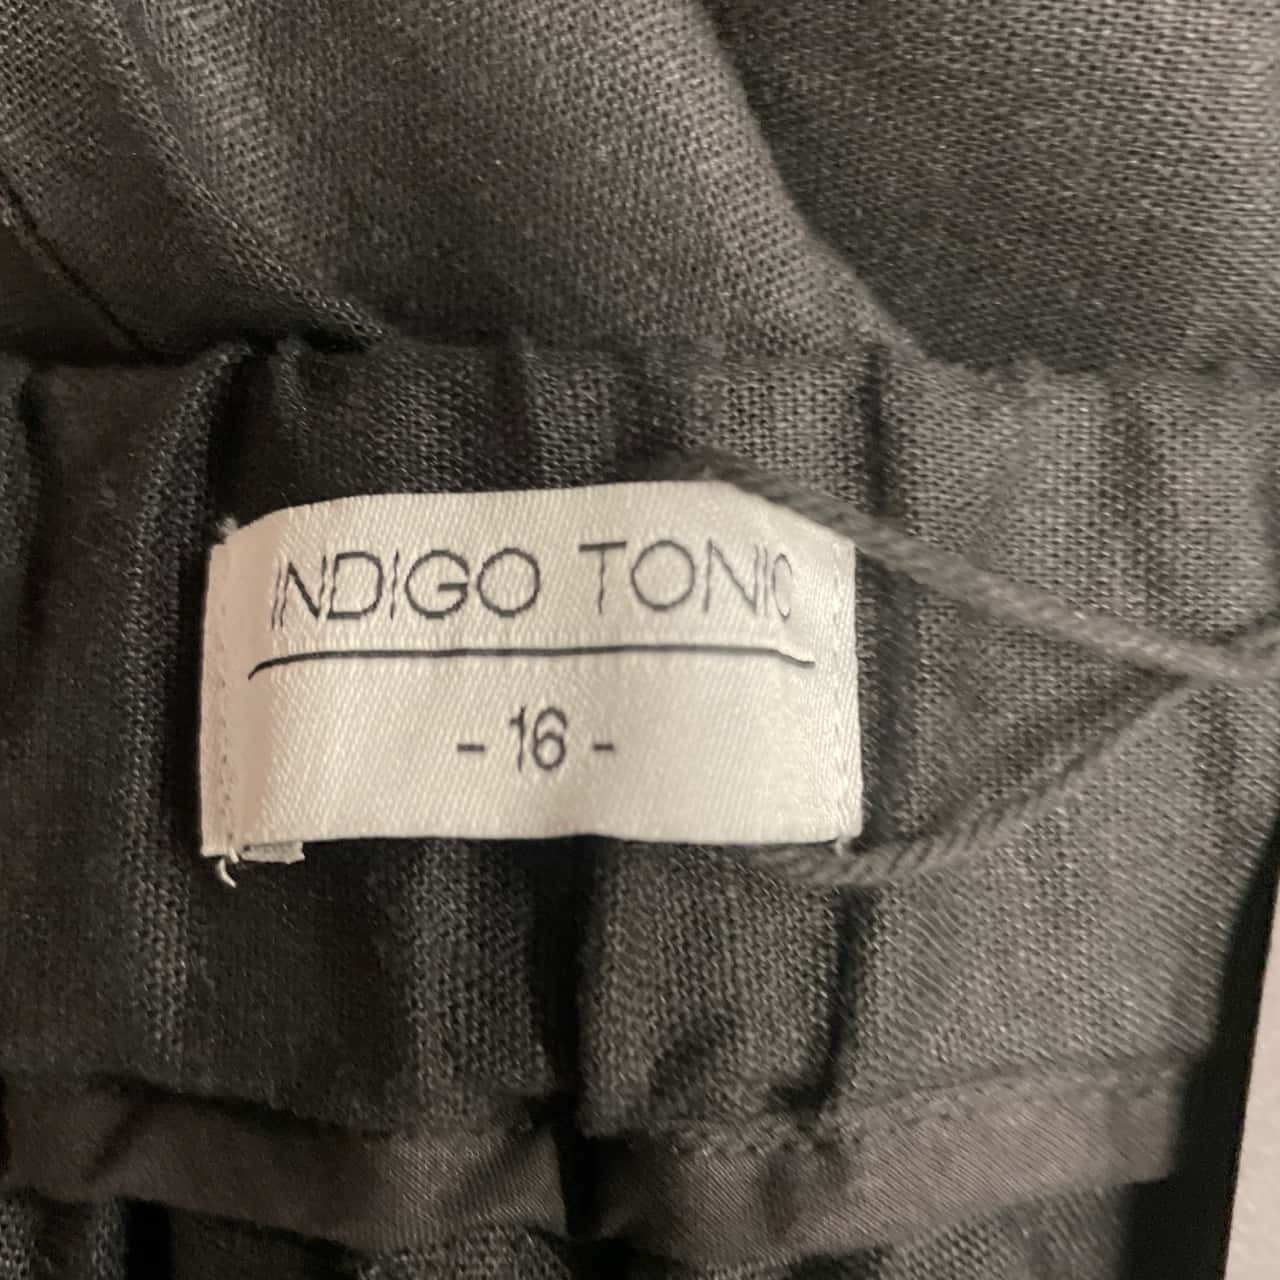 INDIGO TONIC
- 16 -